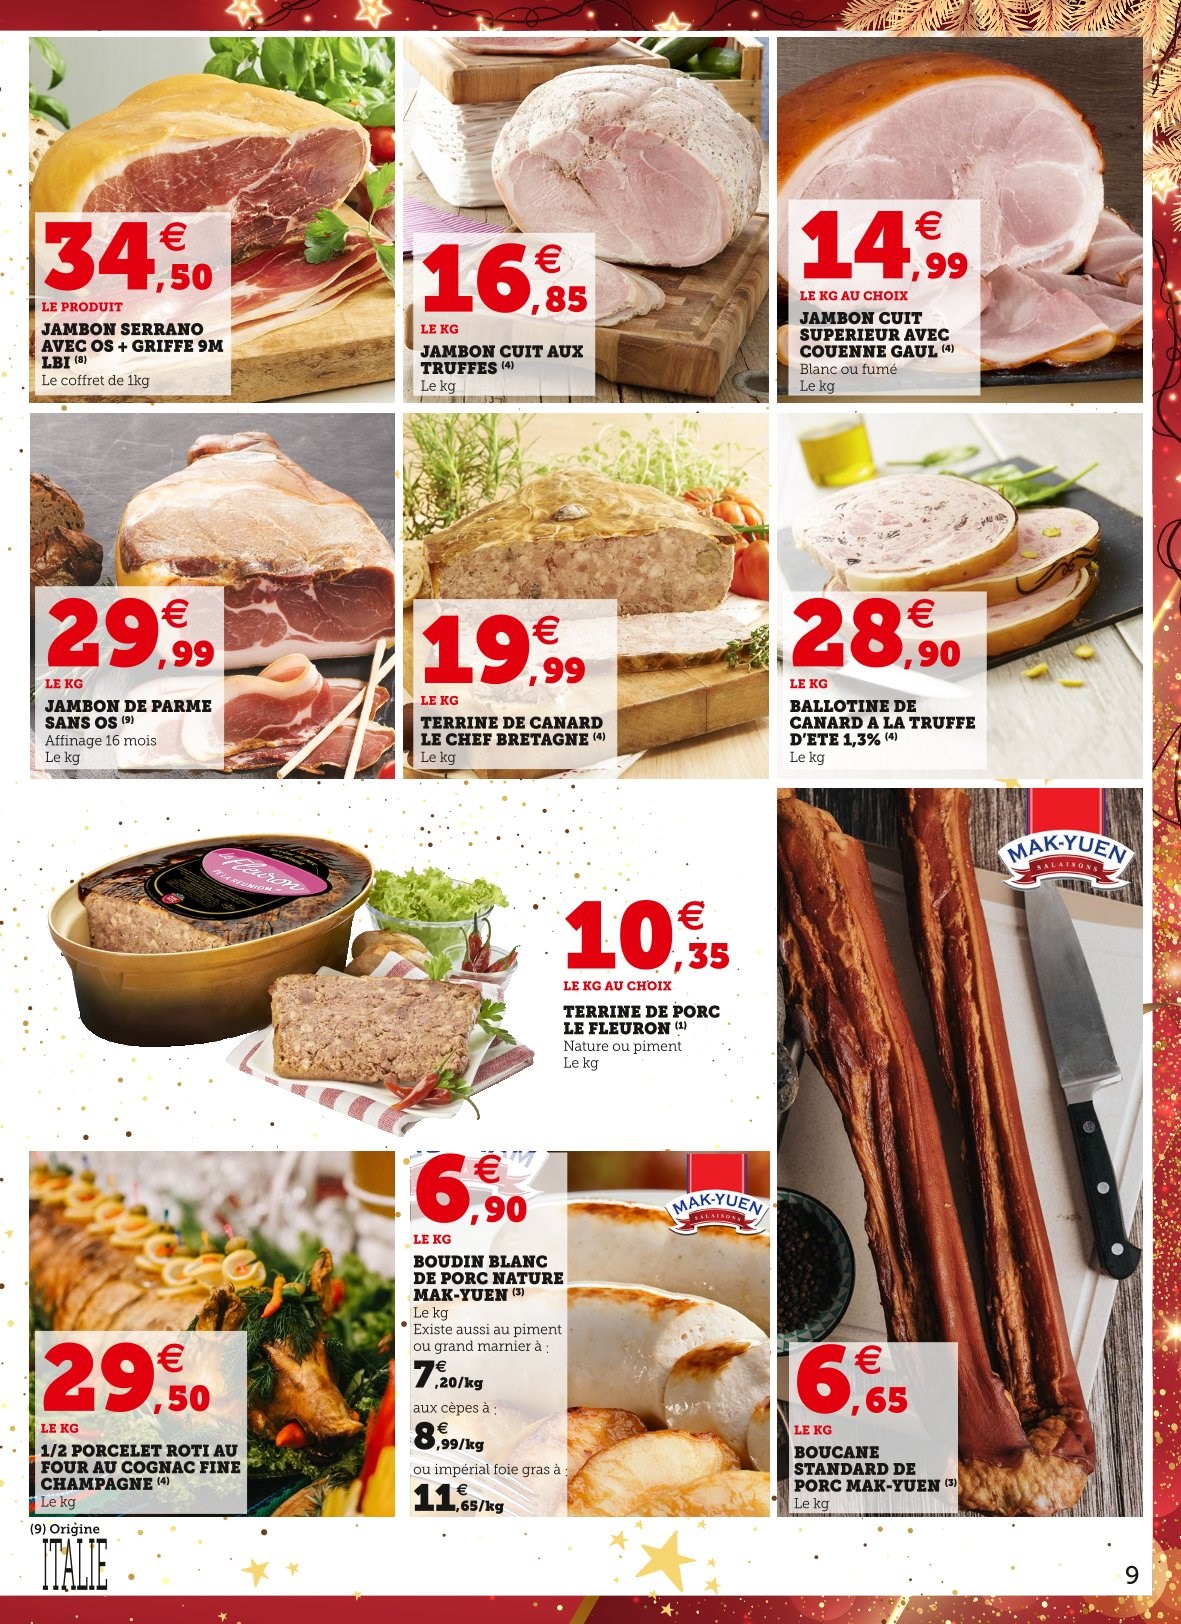 34€,50
LE PRODUIT
JAMBON SERRANO
AVEC OS + GRIFFE 9M
LBI (8)
Le coffret de 1kg
16€,85
LE KG
JAMBON CUIT AUX
TRUFFES (4)
Le kg
14€,99
LE KG AU CHOIX
JAMBON CUIT
SUPERIEUR AVEC
COUENNE GAUL (4)
Blanc ou fumé
Le kg
29€,99
LE KG
JAMBON DE PARME
SANS OS (9)
Affinage 16 mois
Le kg
19€,99
LE KG
TERRINE DE CANARD
LE CHEF BRETAGNE (4)
Le kg
28€,90
LE KG
BALLOTINE DE
CANARD A LA TRUFFE
D'ETE 1,3% (4)
Le kg
le Fleuron
DE LA RÉUNION
10€,35
LE KG AU CHOIX
TERRINE DE PORC
LE FLEURON (1)
Nature ou piment
Le kg
MAK-YUEN
SALAISONS
29€,50
LE KG
1/2 PORCELET ROTI AU
FOUR AU COGNAC FINE
CHAMPAGNE (4)
Le kg
MAK-YUEN
SALAISONS
6€,90
LE KG
BOUDIN BLANC
DE PORC NATURE
MAK-YUEN (3)
Le kg
Existe aussi au piment
ou grand marnier à :
7€,20/kg
aux cèpes à :
8€,99/kg
ou impérial foie gras à :
11€,65/kg
6€,65
LE KG
BOUCANE
STANDARD DE
PORC MAK-YUEN (3)
Le kg
(9) Origine
ITALIE
9